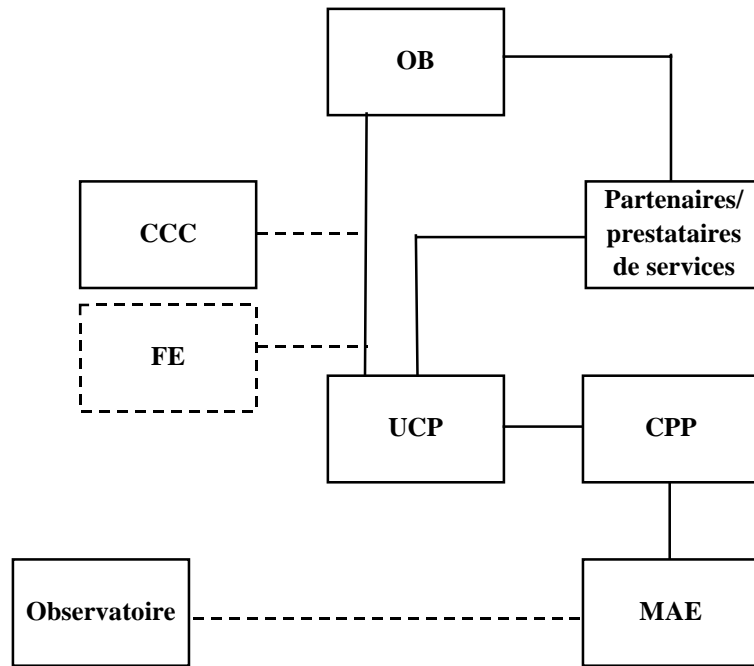 OB
CCC
Partenaires/
prestataires
de services
FE
UCP
CPP
Observatoire
MAE